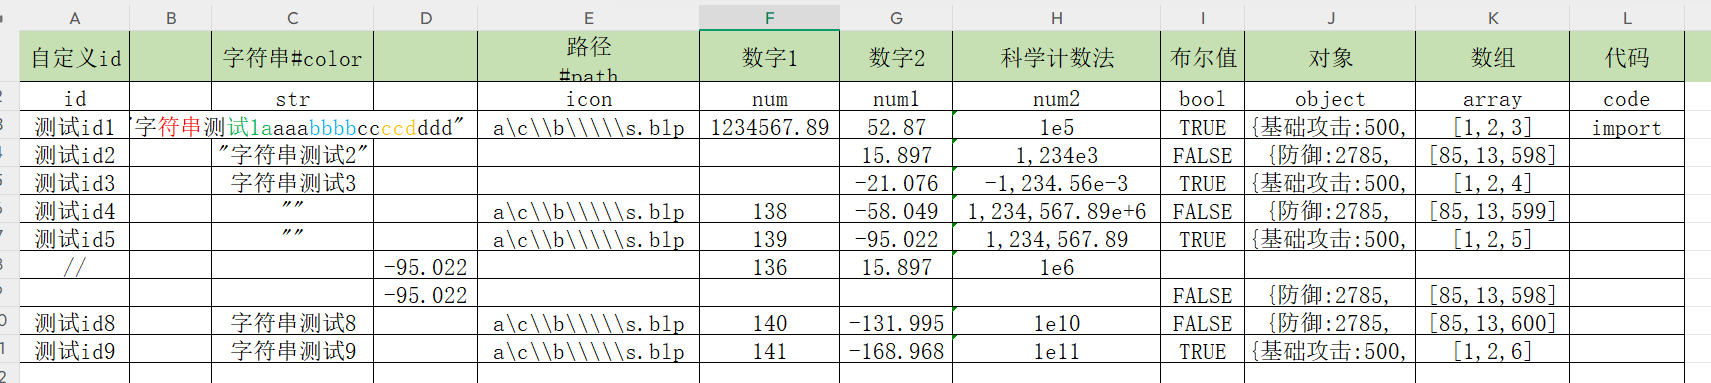 A B C D E F G H I J K L
自定义id 字符串#color 路径 #path 数字1 数字2 科学计数法 布尔值 对象 数组 代码
id str icon num num1 num2 bool object array code
测试id1 "字符串测试1aaaabbbbccccdddd" a\c\\b\\\\\s.blp 1234567.89 52.87 1e5 TRUE {基础攻击:500, [1,2,3] import
测试id2 "字符串测试2" 15.897 1,234e3 FALSE {防御:2785, [85,13,598]
测试id3 字符串测试3 -21.076 -1,234.56e-3 TRUE {基础攻击:500, [1,2,4]
测试id4 "" a\c\\b\\\\\s.blp 138 -58.049 1,234,567.89e+6 FALSE {防御:2785, [85,13,599]
测试id5 "" a\c\\b\\\\\s.blp 139 -95.022 1,234,567.89 TRUE {基础攻击:500, [1,2,5]
// -95.022 136 15.897 1e6
-95.022 FALSE {防御:2785, [85,13,598]
测试id8 字符串测试8 a\c\\b\\\\\s.blp 140 -131.995 1e10 FALSE {防御:2785, [85,13,600]
测试id9 字符串测试9 a\c\\b\\\\\s.blp 141 -168.968 1e11 TRUE {基础攻击:500, [1,2,6]